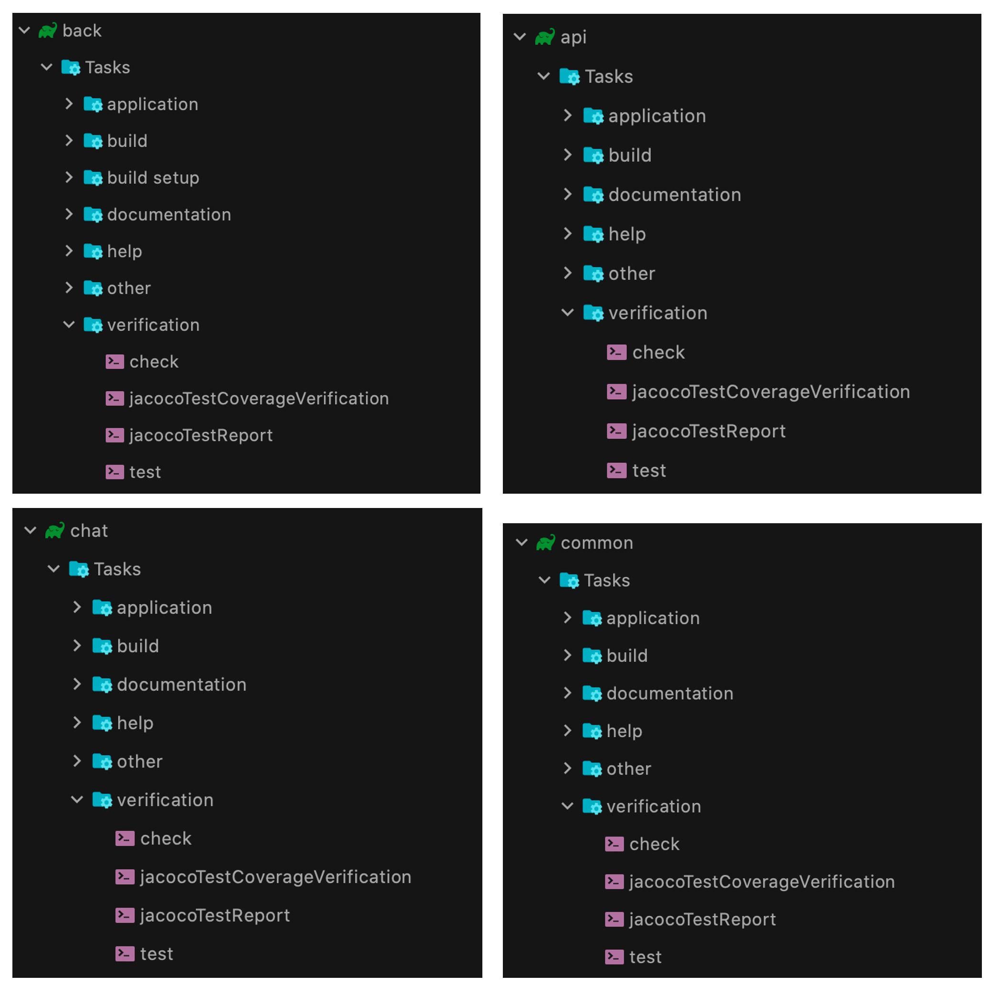 back
Tasks
application
build
build setup
documentation
help
other
verification
check
jacocoTestCoverageVerification
jacocoTestReport
test
api
Tasks
application
build
documentation
help
other
verification
check
jacocoTestCoverageVerification
jacocoTestReport
test
chat
Tasks
application
build
documentation
help
other
verification
check
jacocoTestCoverageVerification
jacocoTestReport
test
common
Tasks
application
build
documentation
help
other
verification
check
jacocoTestCoverageVerification
jacocoTestReport
test